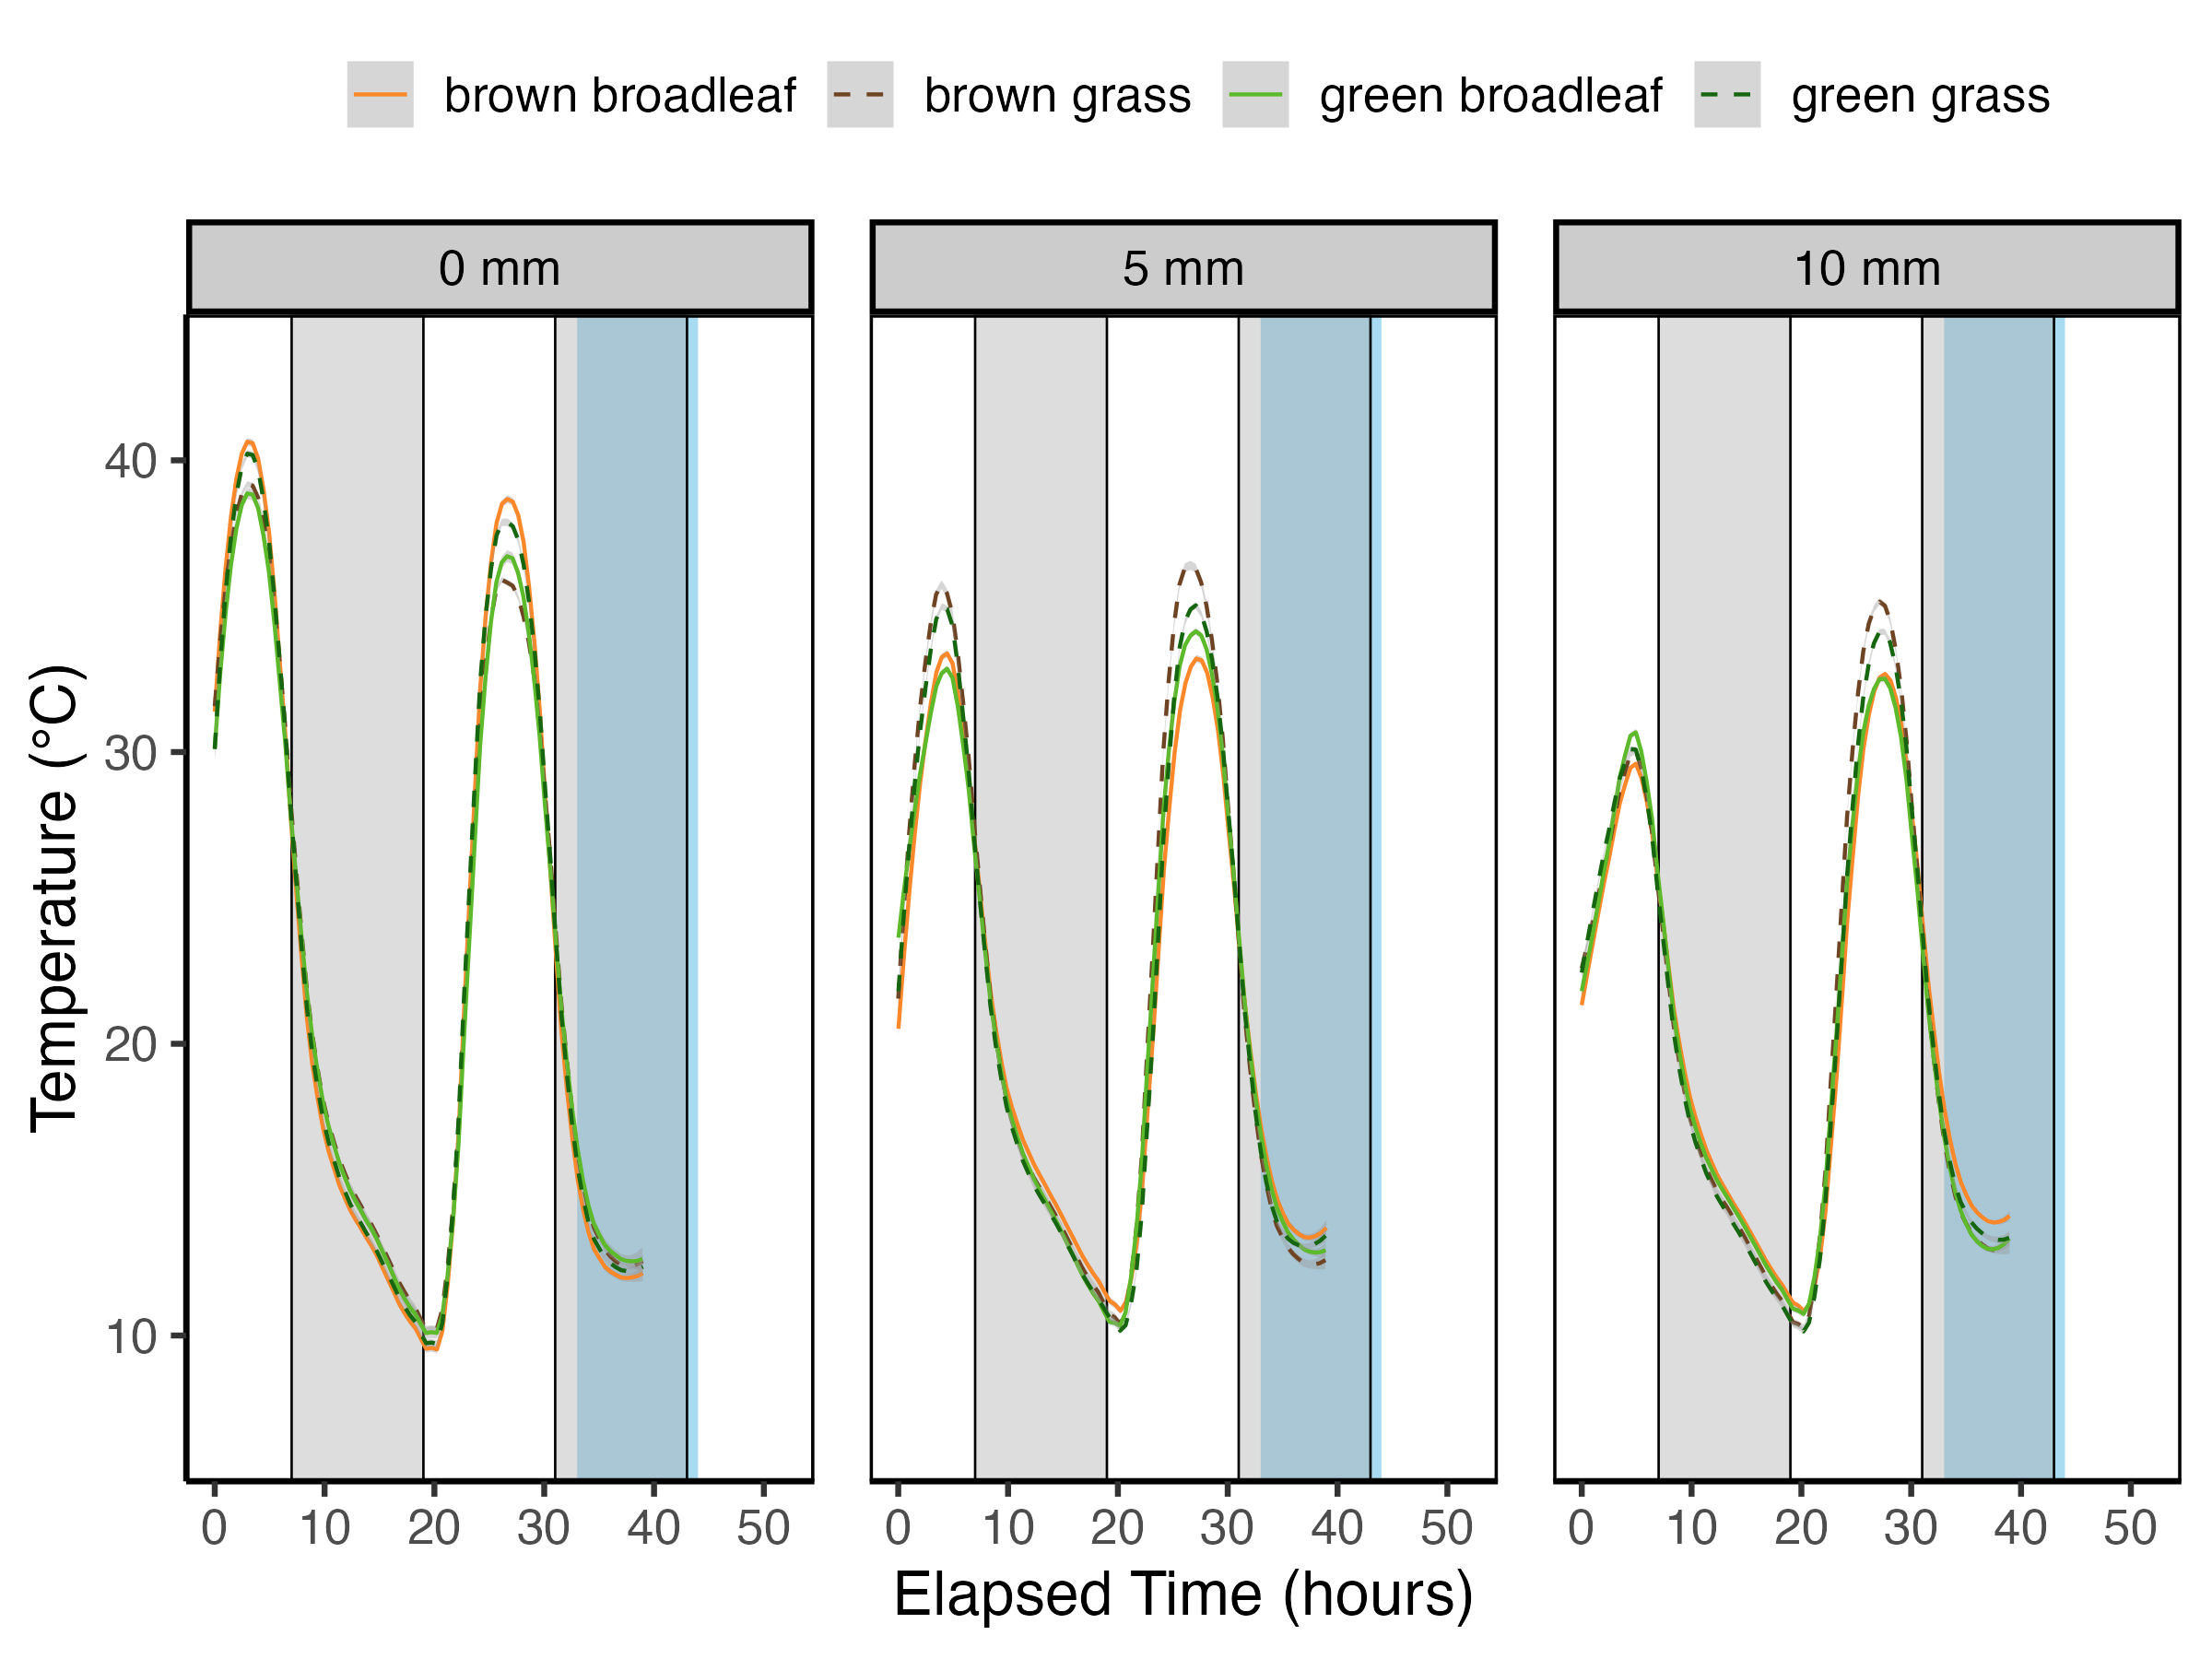 brown broadleaf brown grass green broadleaf green grass
0 mm 5 mm 10 mm
40
30
20
10
Temperature (°C)
0 10 20 30 40 50 0 10 20 30 40 50 0 10 20 30 40 50
Elapsed Time (hours)